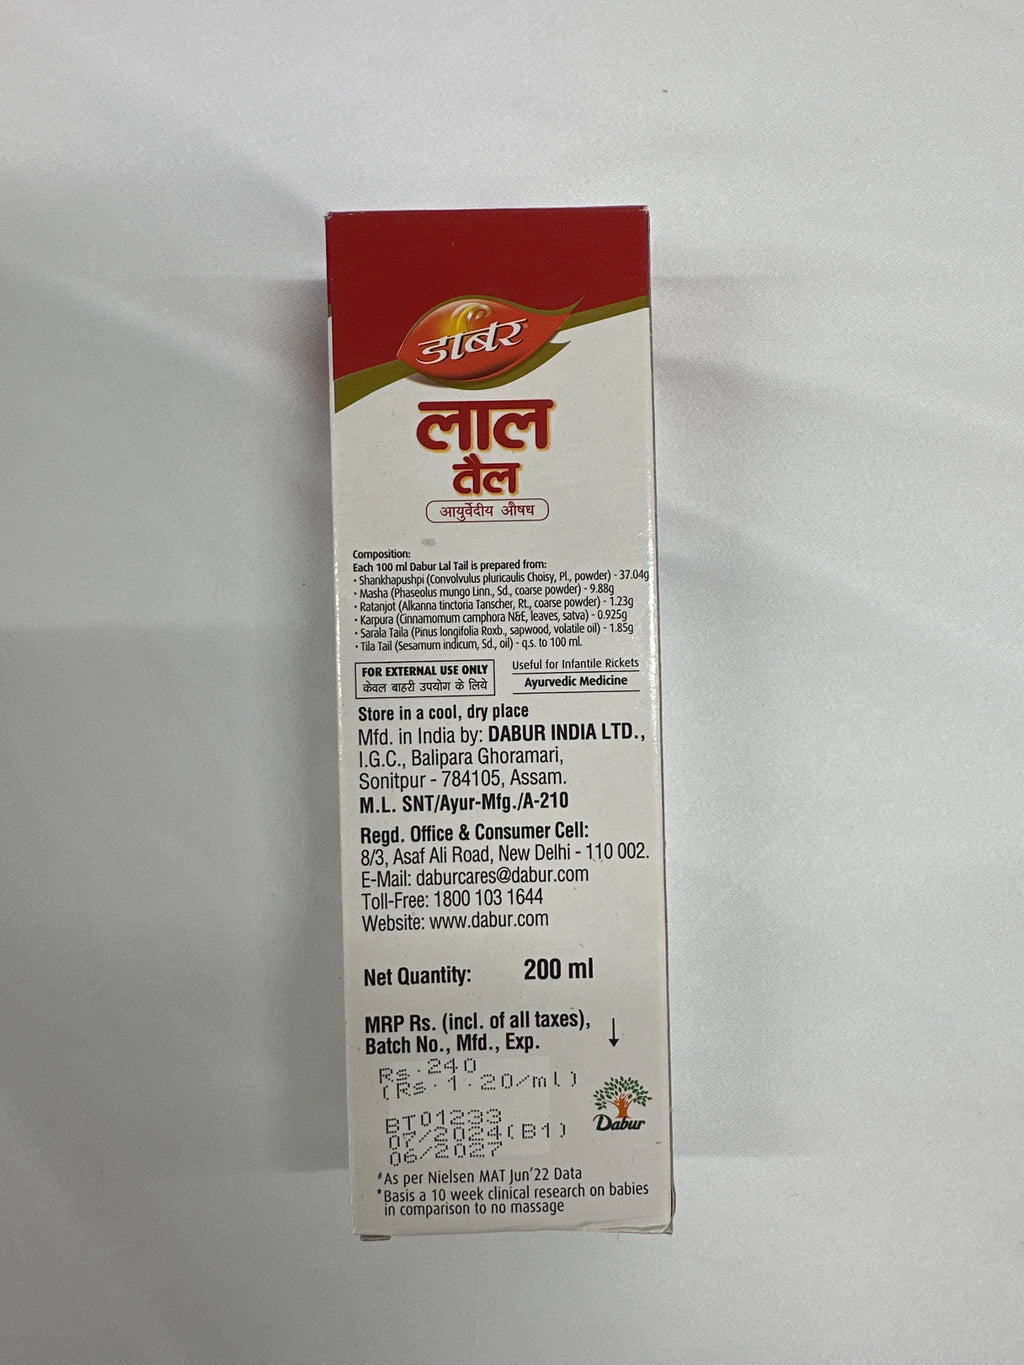 डाबर
लाल
तैल
आयुर्वेदीय औषध
Composition:
Each 100 ml Dabur Lal Tail is prepared from:
• Shankhapushpi (Convolvulus pluricaulis Choisy, Pl., powder) - 37.04g
• Masha (Phaseolus mungo Linn., Sd., coarse powder) - 9.88g
• Ratanjot (Alkanna tinctoria Tanscher, Rt., coarse powder) - 1.23g
• Karpura (Cinnamomum camphora N&E, leaves, satva) - 0.925g
• Sarala Taila (Pinus longifolia Roxb., sapwood, volatile oil) - 1.85g
• Tila Tail (Sesamum indicum, Sd., oil) - q.s. to 100 ml.
FOR EXTERNAL USE ONLY
केवल बाहरी उपयोग के लिये
Useful for Infantile Rickets
Ayurvedic Medicine
Store in a cool, dry place
Mfd. in India by: DABUR INDIA LTD.,
I.G.C., Balipara Ghoramari,
Sonitpur - 784105, Assam.
M.L. SNT/Ayur-Mfg./A-210
Regd. Office & Consumer Cell:
8/3, Asaf Ali Road, New Delhi - 110 002.
E-Mail: daburcares@dabur.com
Toll-Free: 1800 103 1644
Website: www.dabur.com
Net Quantity: 200 ml
MRP Rs. (incl. of all taxes),
Batch No., Mfd., Exp.
Rs.240
(Rs.1.20/ml)
BT01233
07/2024(B1)
06/2027
Dabur
#As per Nielsen MAT Jun'22 Data
*Basis a 10 week clinical research on babies
in comparison to no massage